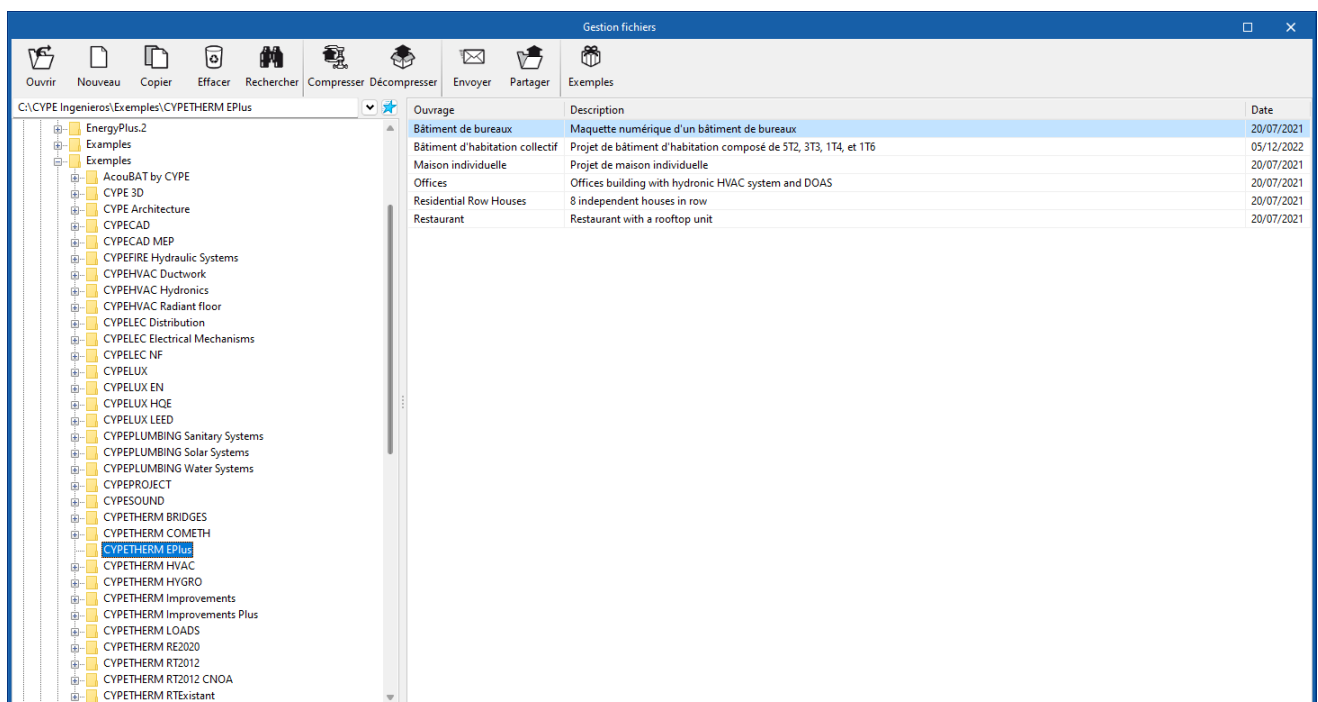 Gestion fichiers
Ouvrir Nouveau Copier Effacer Rechercher Compresser Décompresser Envoyer Partager Exemples
C:\CYPE Ingenieros\Exemples\CYPETHERM EPlus
EnergyPlus.2
Examples
Exemples
AcouBAT by CYPE
CYPE 3D
CYPE Architecture
CYPECAD
CYPECAD MEP
CYPEFIRE Hydraulic Systems
CYPEHVAC Ductwork
CYPEHVAC Hydronics
CYPEHVAC Radiant floor
CYPELEC Distribution
CYPELEC Electrical Mechanisms
CYPELEC NF
CYPELUX
CYPELUX EN
CYPELUX HQE
CYPELUX LEED
CYPEPLUMBING Sanitary Systems
CYPEPLUMBING Solar Systems
CYPEPLUMBING Water Systems
CYPEPROJECT
CYPESOUND
CYPETHERM BRIDGES
CYPETHERM COMETH
CYPETHERM EPlus
CYPETHERM HVAC
CYPETHERM HYGRO
CYPETHERM Improvements
CYPETHERM Improvements Plus
CYPETHERM LOADS
CYPETHERM RE2020
CYPETHERM RT2012
CYPETHERM RT2012 CNOA
CYPETHERM RTExistant
Ouvrage Description Date
Bâtiment de bureaux Maquette numérique d'un bâtiment de bureaux 20/07/2021
Bâtiment d'habitation collectif Projet de bâtiment d'habitation composé de 5T2, 3T3, 1T4, et 1T6 05/12/2022
Maison individuelle Projet de maison individuelle 20/07/2021
Offices Offices building with hydronic HVAC system and DOAS 20/07/2021
Residential Row Houses 8 independent houses in row 20/07/2021
Restaurant Restaurant with a rooftop unit 20/07/2021